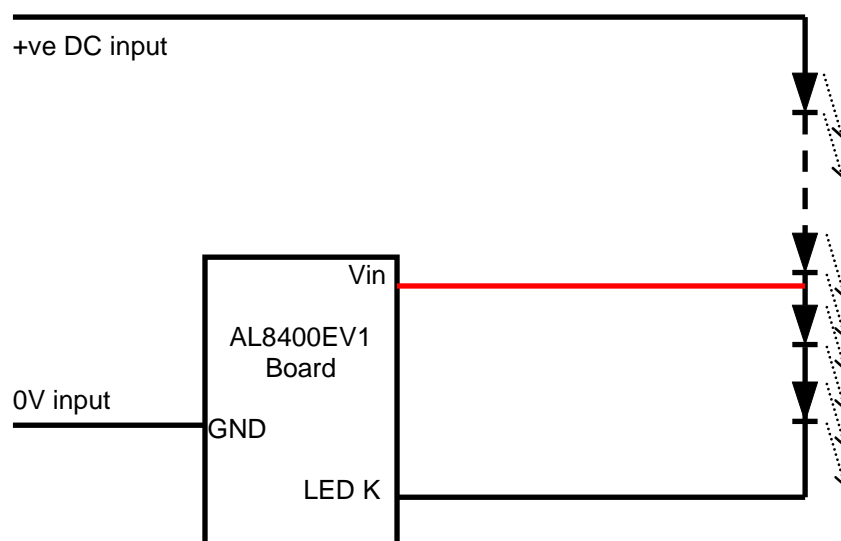 +ve DC input
Vin
AL8400EV1
Board
0V input
GND
LED K